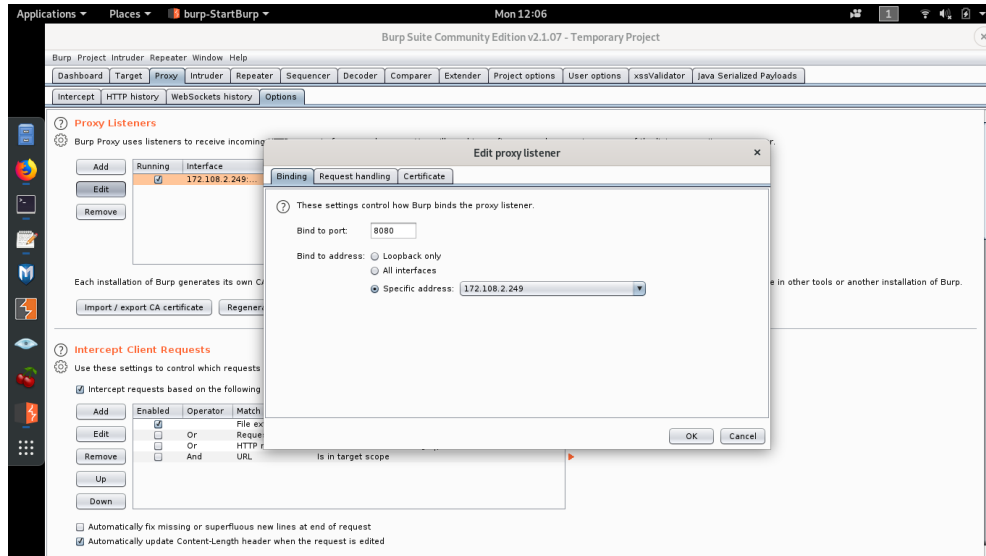 Applications Places burp-StartBurp Mon 12:06 1
Burp Suite Community Edition v2.1.07 - Temporary Project
Burp Project Intruder Repeater Window Help
Dashboard Target Proxy Intruder Repeater Sequencer Decoder Comparer Extender Project options User options xssValidator Java Serialized Payloads
Intercept HTTP history WebSockets history Options
Proxy Listeners
Burp Proxy uses listeners to receive incoming
Add Running Interface
172.108.2.249:...
Edit
Remove
Edit proxy listener
Binding Request handling Certificate
These settings control how Burp binds the proxy listener.
Bind to port: 8080
Bind to address: Loopback only
All interfaces
Specific address: 172.108.2.249
OK Cancel
Each installation of Burp generates its own CA
e in other tools or another installation of Burp.
Import / export CA certificate Regenera
Intercept Client Requests
Use these settings to control which requests
Intercept requests based on the following
Add Enabled Operator Match
File ex
Edit Or Reque
Or HTTP
Remove And URL Is in target scope
Up
Down
Automatically fix missing or superfluous new lines at end of request
Automatically update Content-Length header when the request is edited